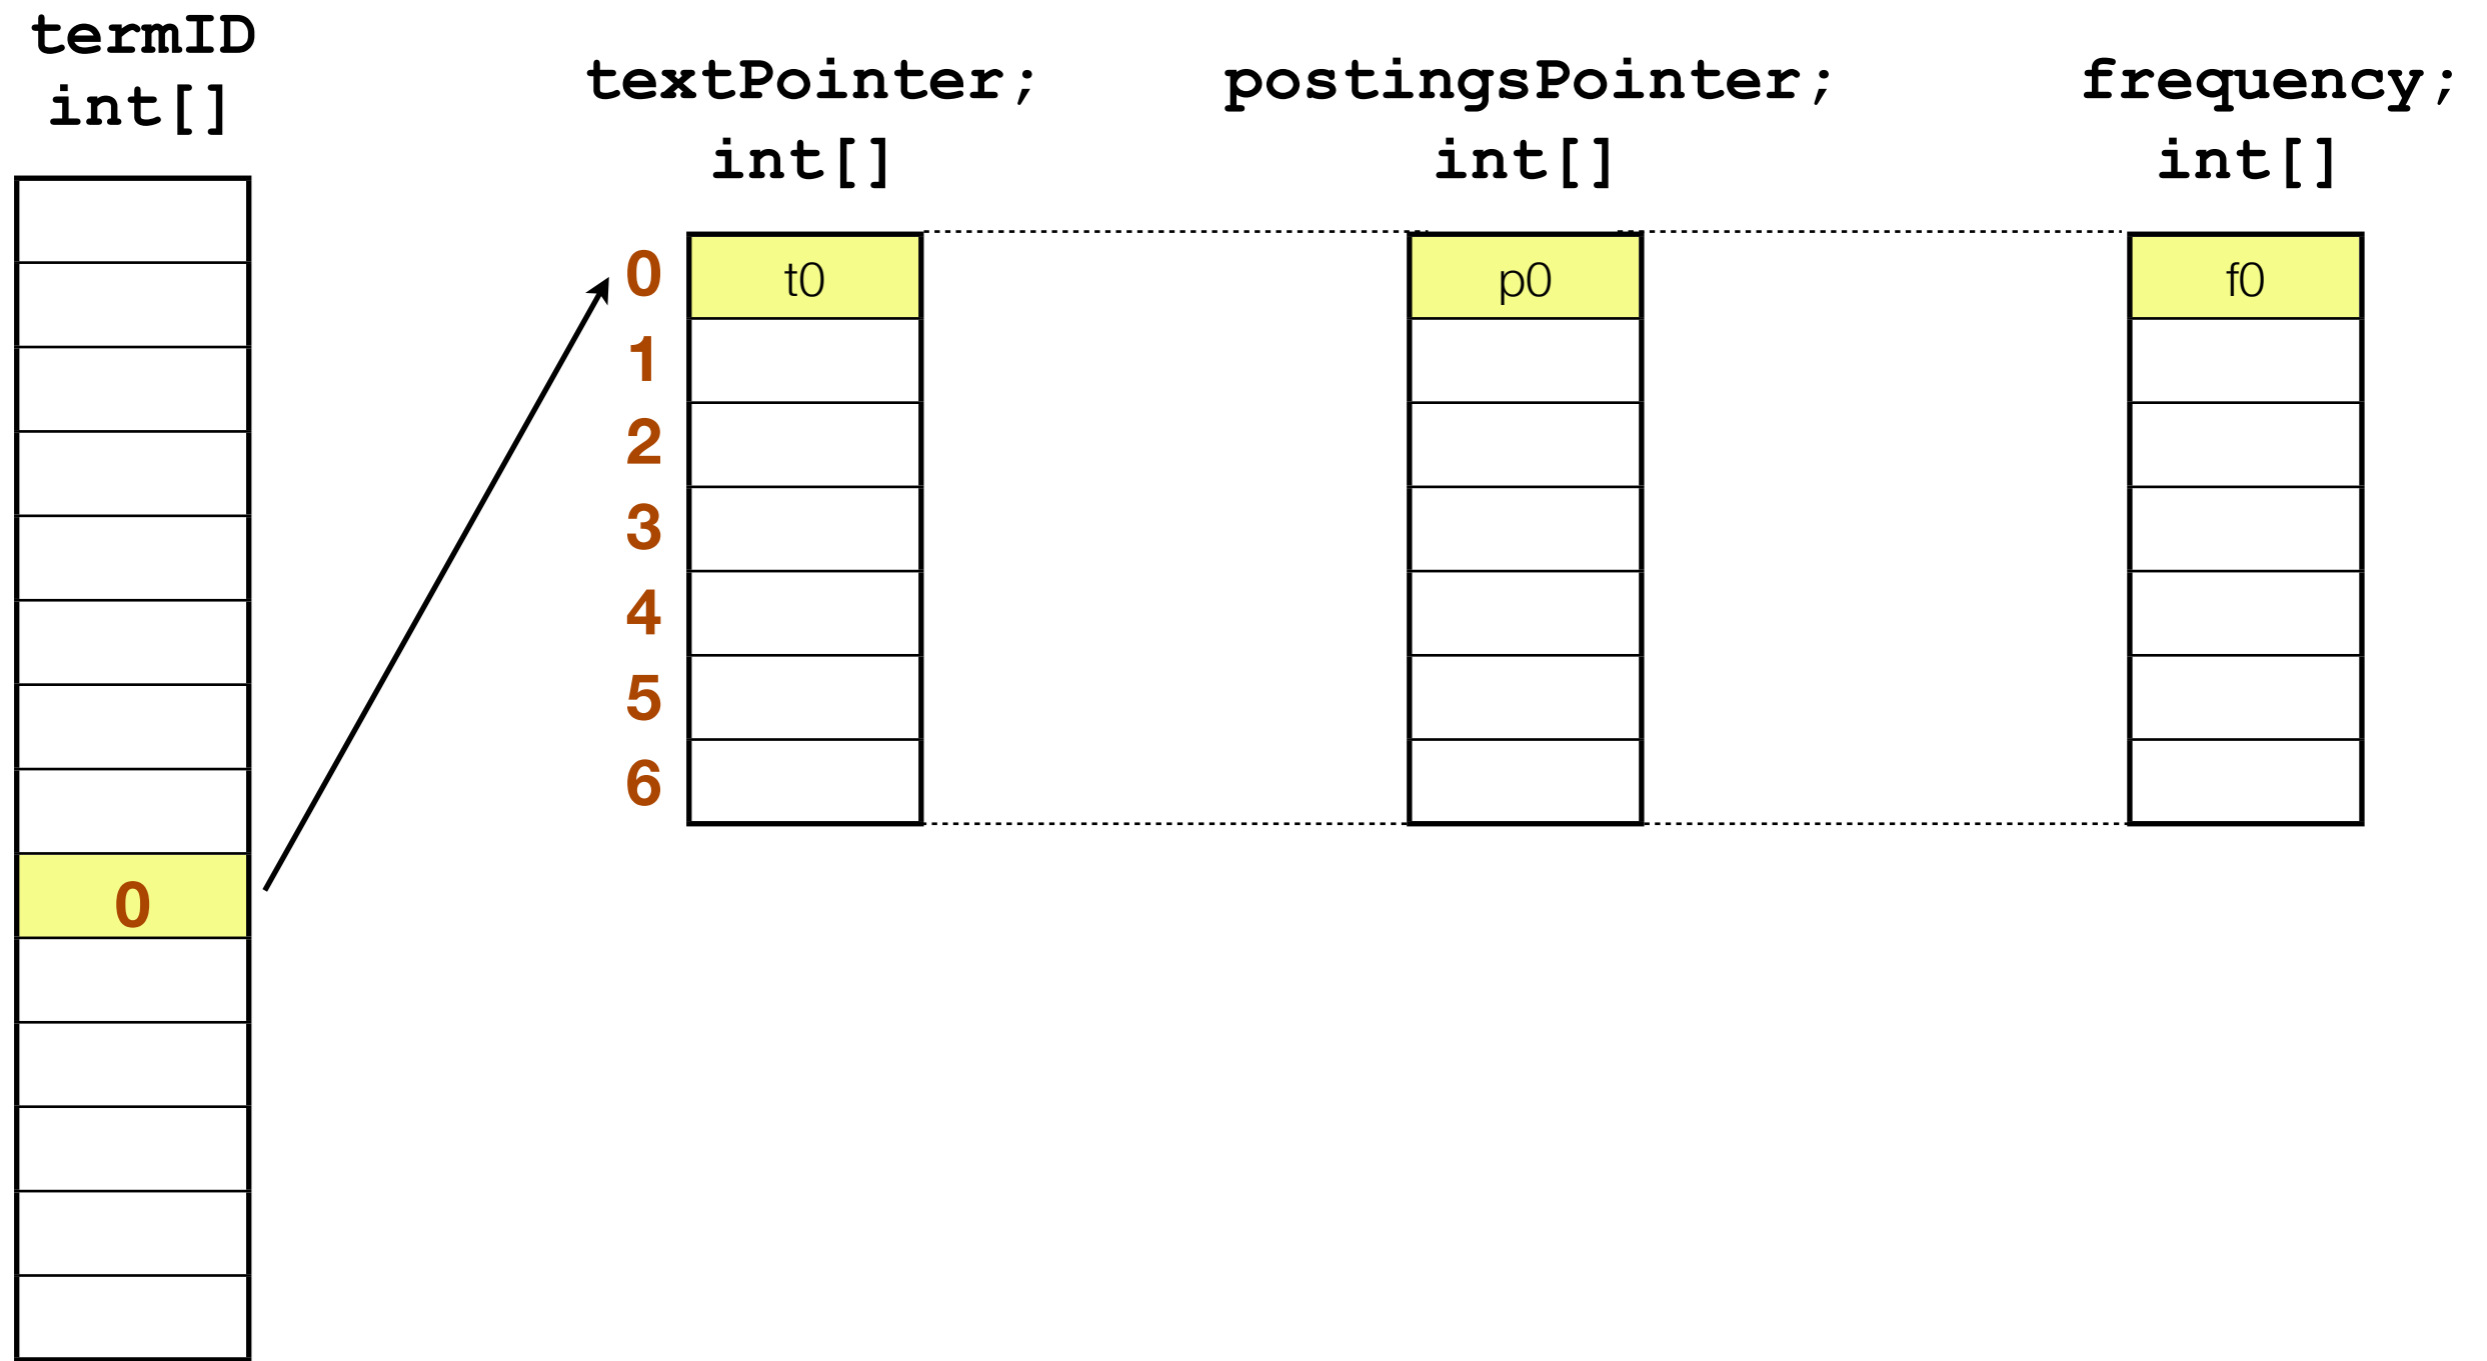 termID
int[]
textPointer;
int[]
postingsPointer;
int[]
frequency;
int[]
0 t0 p0 f0
1
2
3
4
5
6
0